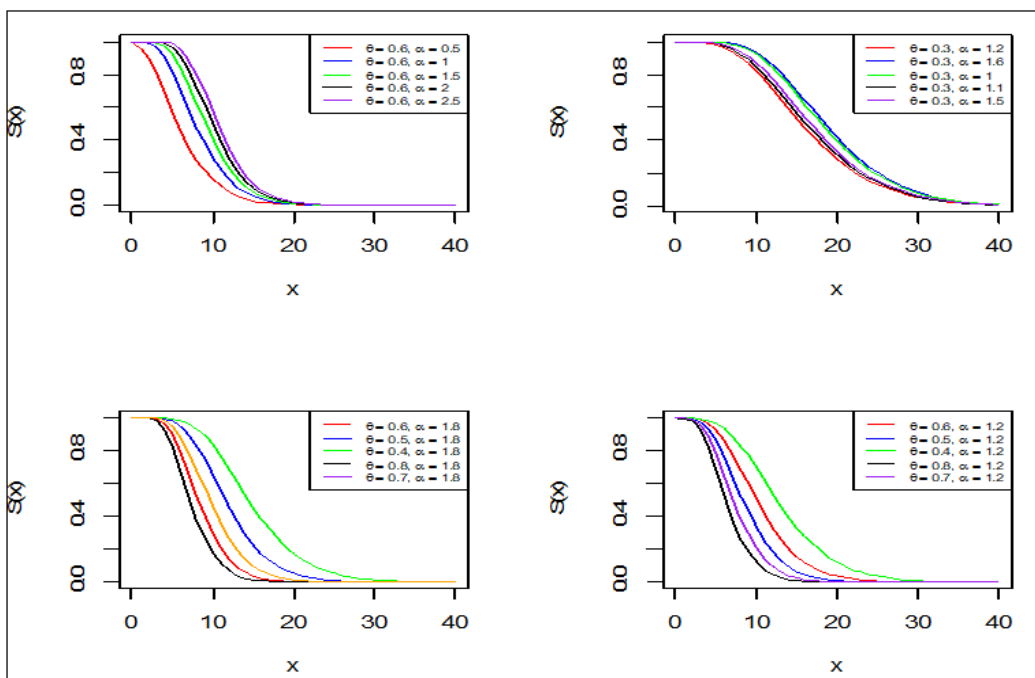 S(x)
0.0 0.4 0.8
θ= 0.6, α = 0.5
θ= 0.6, α = 1
θ= 0.6, α = 1.5
θ= 0.6, α = 2
θ= 0.6, α = 2.5
0 10 20 30 40
x
S(x)
0.0 0.4 0.8
θ= 0.3, α = 1.2
θ= 0.3, α = 1.6
θ= 0.3, α = 1
θ= 0.3, α = 1.1
θ= 0.3, α = 1.5
0 10 20 30 40
x
S(x)
0.0 0.4 0.8
θ= 0.6, α = 1.8
θ= 0.5, α = 1.8
θ= 0.4, α = 1.8
θ= 0.8, α = 1.8
θ= 0.7, α = 1.8
0 10 20 30 40
x
S(x)
0.0 0.4 0.8
θ= 0.6, α = 1.2
θ= 0.5, α = 1.2
θ= 0.4, α = 1.2
θ= 0.8, α = 1.2
θ= 0.7, α = 1.2
0 10 20 30 40
x